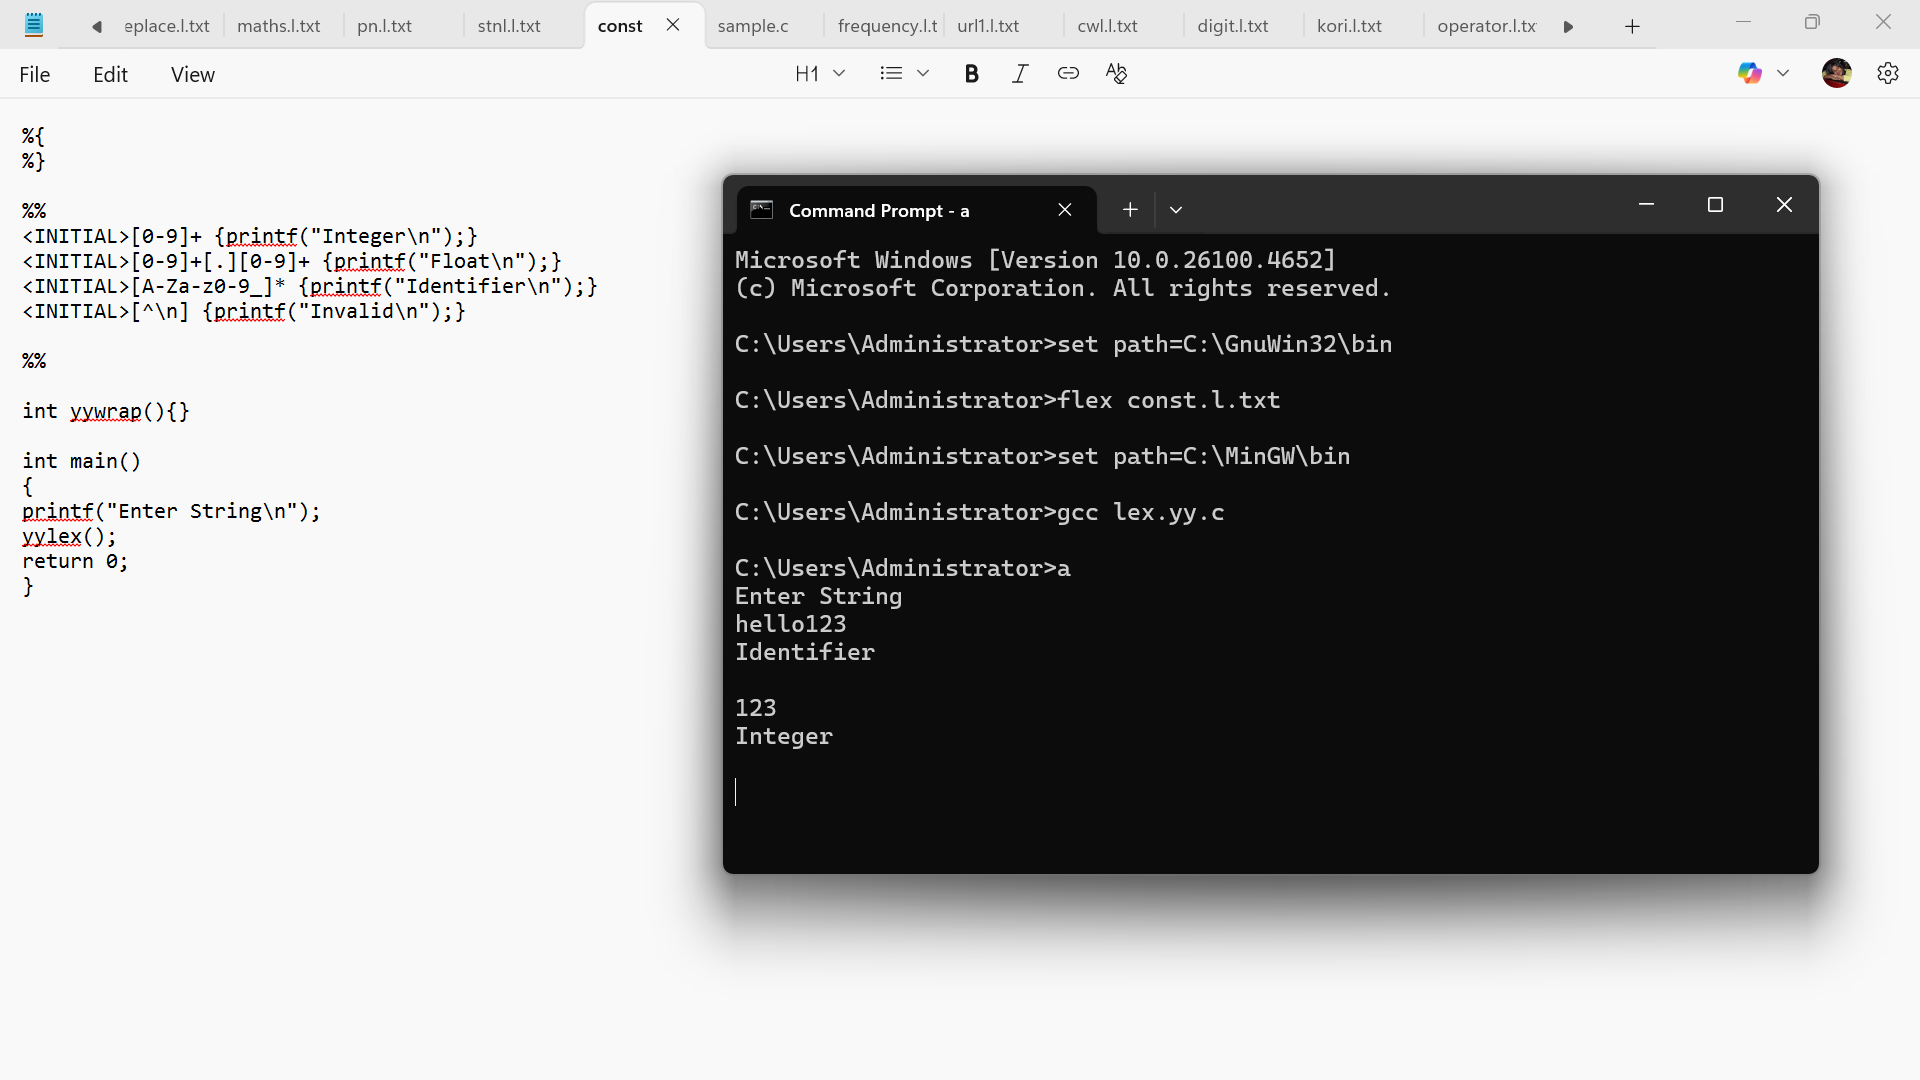 eplace.l.txt maths.l.txt pn.l.txt stnl.l.txt const sample.c frequency.l.t url1.l.txt cwl.l.txt digit.l.txt kori.l.txt operator.l.tx
File Edit View H1 B I
%{
%}
%%
<INITIAL>[0-9]+ {printf("Integer\n");}
<INITIAL>[0-9]+[.][0-9]+ {printf("Float\n");}
<INITIAL>[A-Za-z0-9_]* {printf("Identifier\n");}
<INITIAL>[^\n] {printf("Invalid\n");}
%%
int yywrap(){}
int main()
{
printf("Enter String\n");
yylex();
return 0;
}
Command Prompt - a
Microsoft Windows [Version 10.0.26100.4652]
(c) Microsoft Corporation. All rights reserved.
C:\Users\Administrator>set path=C:\GnuWin32\bin
C:\Users\Administrator>flex const.l.txt
C:\Users\Administrator>set path=C:\MinGW\bin
C:\Users\Administrator>gcc lex.yy.c
C:\Users\Administrator>a
Enter String
hello123
Identifier
123
Integer